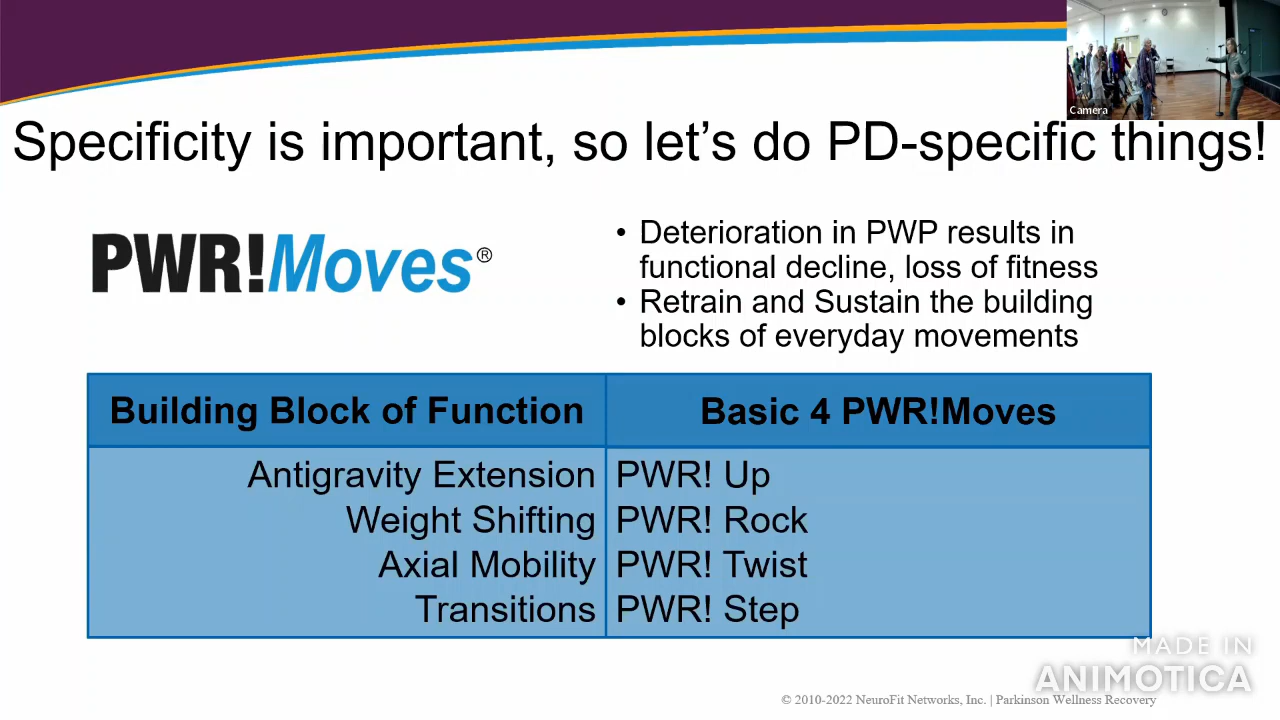 Camera
Specificity is important, so let's do PD-specific things!
PWR!Moves®
• Deterioration in PWP results in
functional decline, loss of fitness
• Retrain and Sustain the building
blocks of everyday movements
Building Block of Function Basic 4 PWR!Moves
Antigravity Extension PWR! Up
Weight Shifting PWR! Rock
Axial Mobility PWR! Twist
Transitions PWR! Step
MADE IN
ANIMOTICA
© 2010-2022 NeuroFit Networks, Inc. | Parkinson Wellness Recovery